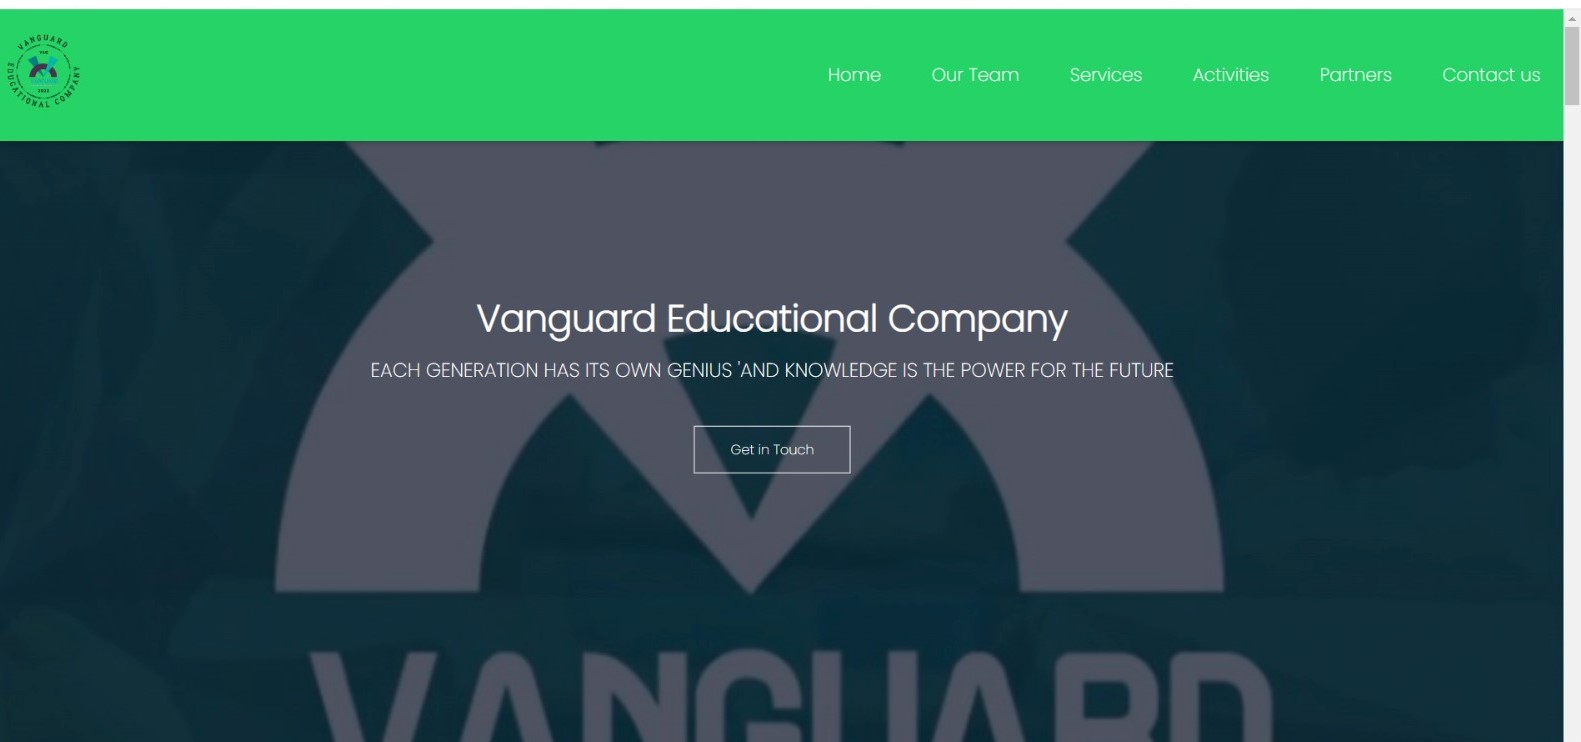 VANGUARD
EDUCATIONAL COMPANY
2022
Home Our Team Services Activities Partners Contact us
Vanguard Educational Company
EACH GENERATION HAS ITS OWN GENIUS 'AND KNOWLEDGE IS THE POWER FOR THE FUTURE
Get in Touch
VANGUARD